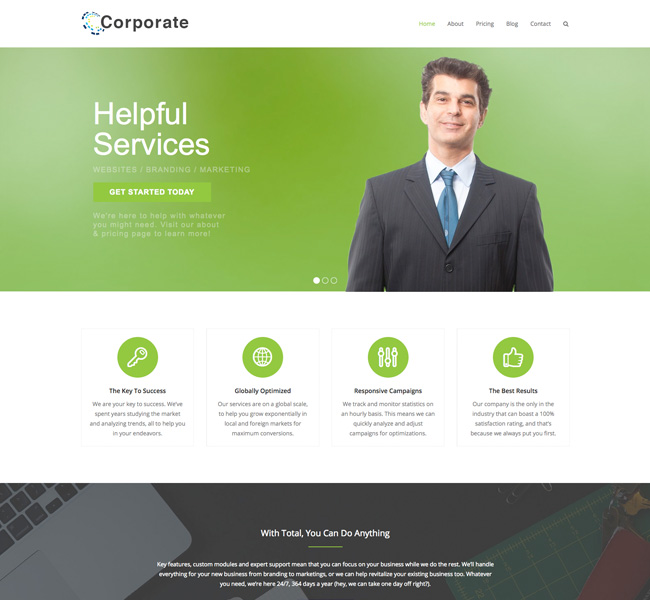 Corporate
Home About Pricing Blog Contact
Helpful
Services
WEBSITES / BRANDING / MARKETING
GET STARTED TODAY
We're here to help with whatever
you might need. Visit our about
& pricing page to learn more!
The Key To Success
We are your key to success. We've
spent years studying the market
and analyzing trends, all to help you
in your endeavors.
Globally Optimized
Our services are on a global scale,
to help you grow exponentially in
local and foreign markets for
maximum conversions.
Responsive Campaigns
We track and monitor statistics on
an hourly basis. This means we can
quickly analyze and adjust
campaigns for optimizations.
The Best Results
Our company is the only in the
industry that can boast a 100%
satisfaction rating, and that's
because we always put you first.
With Total, You Can Do Anything
Key features, custom modules and expert support mean that you can focus on your business while we do the rest. We'll handle
everything for your new business from branding to marketings, or we can help revitalize your existing business too. Whatever
you need, we're here 24/7, 364 days a year (hey, we can take one day off right?).